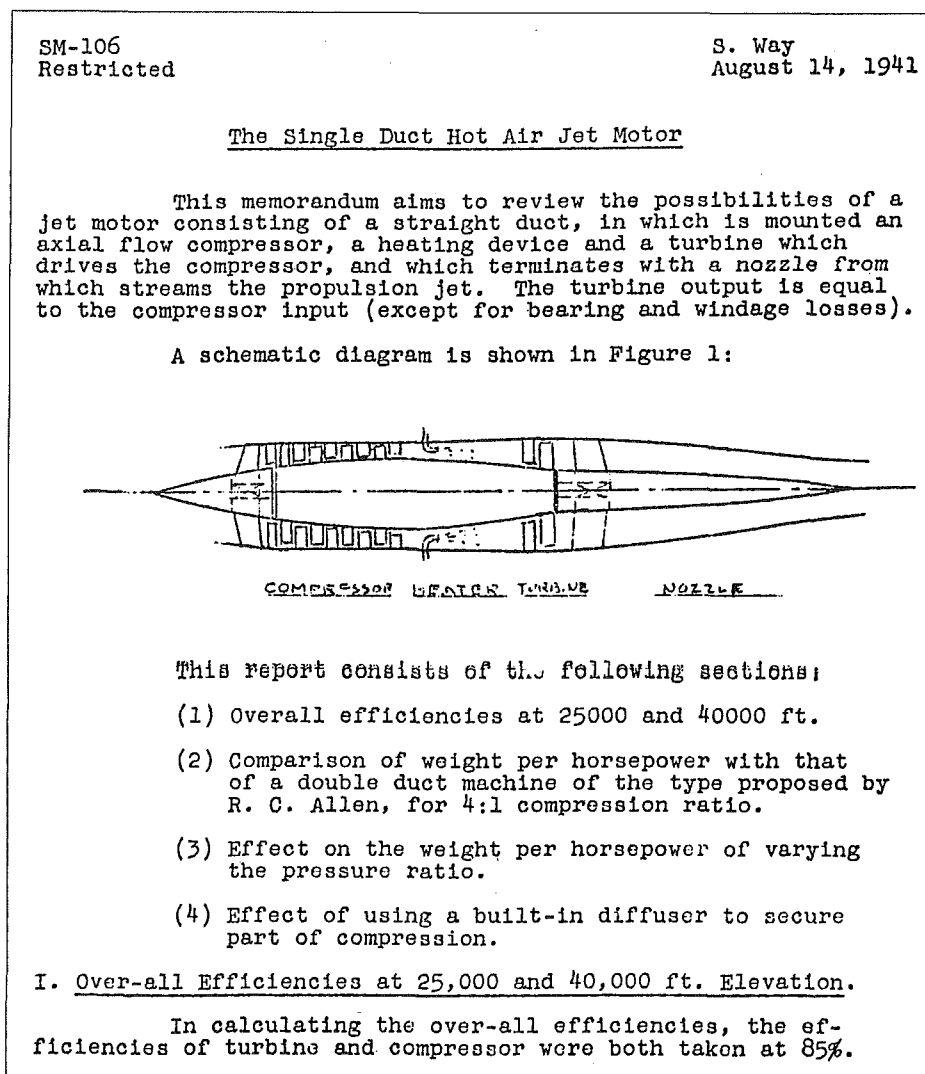 SM-106
Restricted
S. Way
August 14, 1941
The Single Duct Hot Air Jet Motor
This memorandum aims to review the possibilities of a
jet motor consisting of a straight duct, in which is mounted an
axial flow compressor, a heating device and a turbine which
drives the compressor, and which terminates with a nozzle from
which streams the propulsion jet. The turbine output is equal
to the compressor input (except for bearing and windage losses).
A schematic diagram is shown in Figure 1:
COMPRESSOR HEATER TURBINE NOZZLE
This report consists of the following sections:
(1) Overall efficiencies at 25000 and 40000 ft.
(2) Comparison of weight per horsepower with that
of a double duct machine of the type proposed by
R. C. Allen, for 4:1 compression ratio.
(3) Effect on the weight per horsepower of varying
the pressure ratio.
(4) Effect of using a built-in diffuser to secure
part of compression.
I. Over-all Efficiencies at 25,000 and 40,000 ft. Elevation.
In calculating the over-all efficiencies, the ef-
ficiencies of turbine and compressor were both taken at 85%.